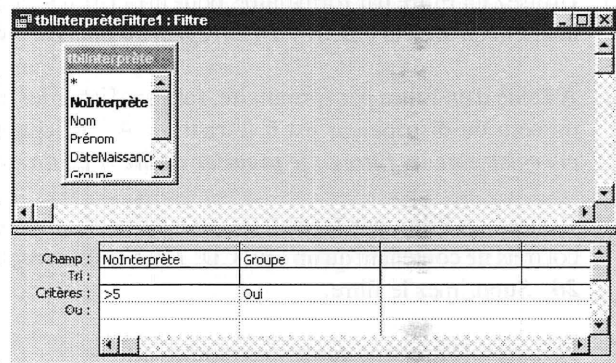 tblInterprèteFiltre1 : Filtre
tblInterprète
*
NoInterprète
Nom
Prénom
DateNaissanc
Groupe
Champ : NoInterprète Groupe
Tri :
Critères : >5 Oui
Ou :